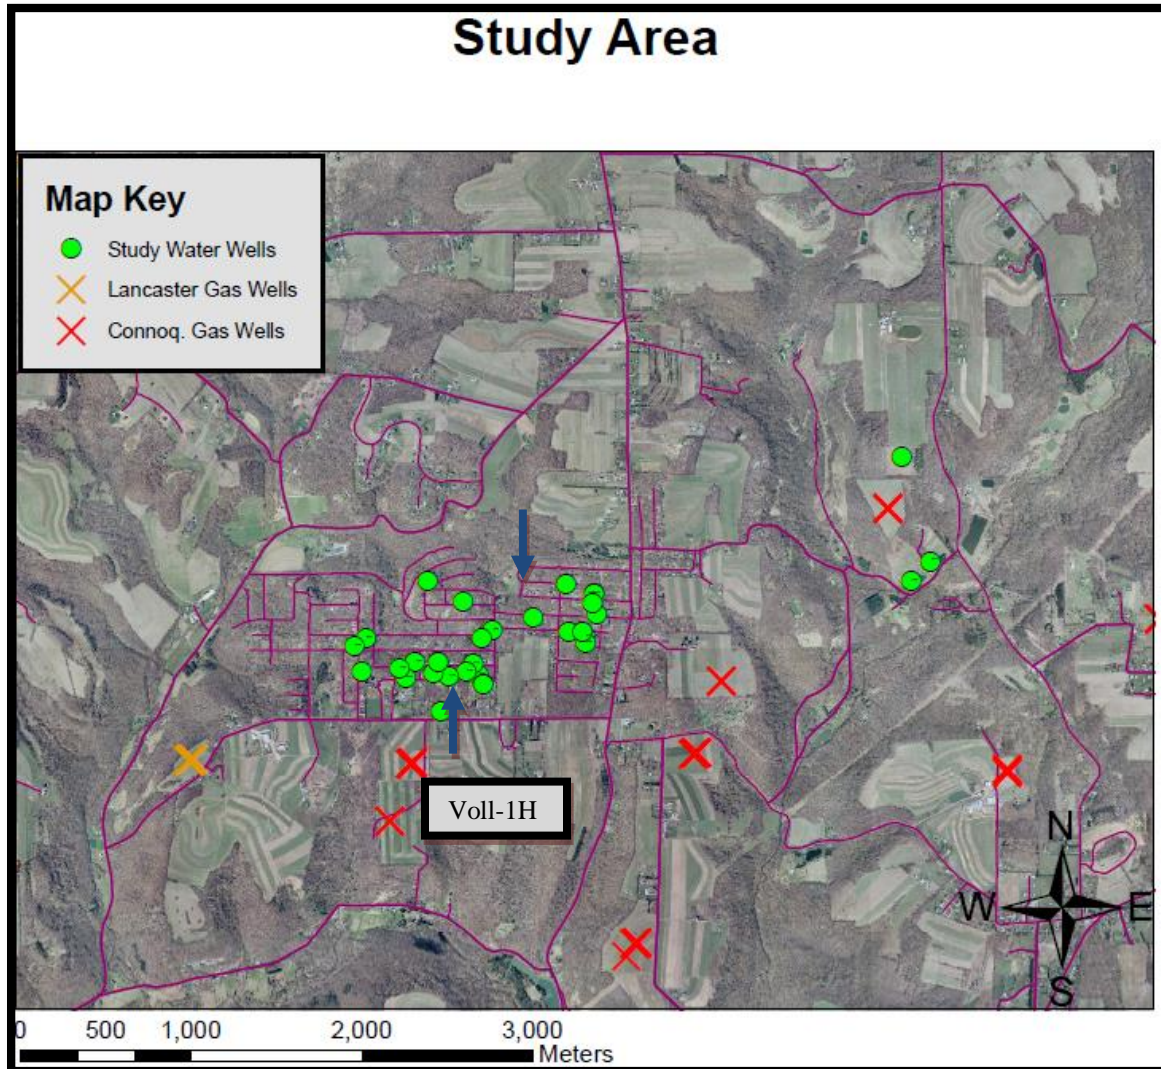 Study Area
Map Key
Study Water Wells
Lancaster Gas Wells
Connoq. Gas Wells
Voll-1H
N
W E
S
0 500 1,000 2,000 3,000
Meters